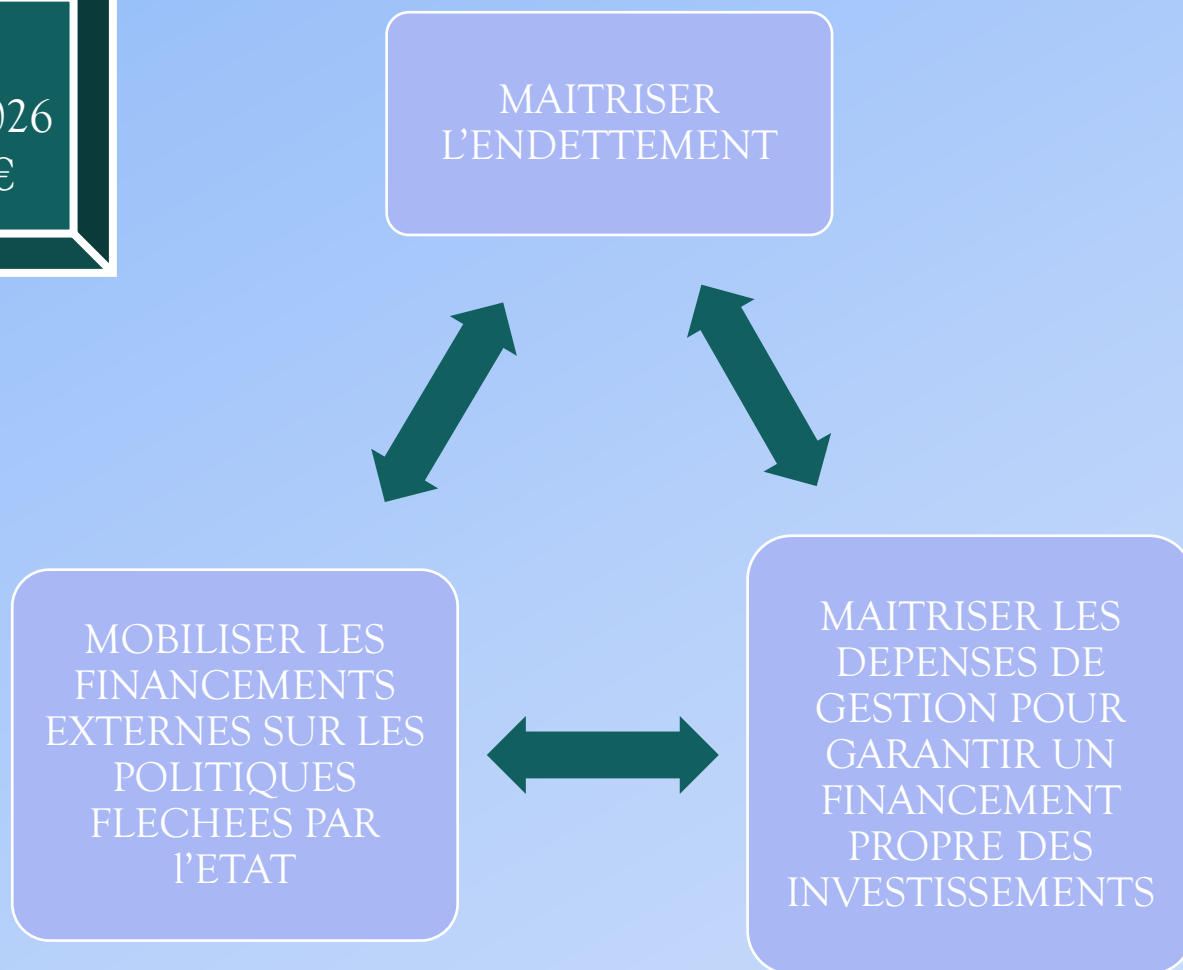 026
€
MAITRISER
L'ENDETTEMENT
MOBILISER LES
FINANCEMENTS
EXTERNES SUR LES
POLITIQUES
FLECHEES PAR
l'ETAT
MAITRISER LES
DEPENSES DE
GESTION POUR
GARANTIR UN
FINANCEMENT
PROPRE DES
INVESTISSEMENTS